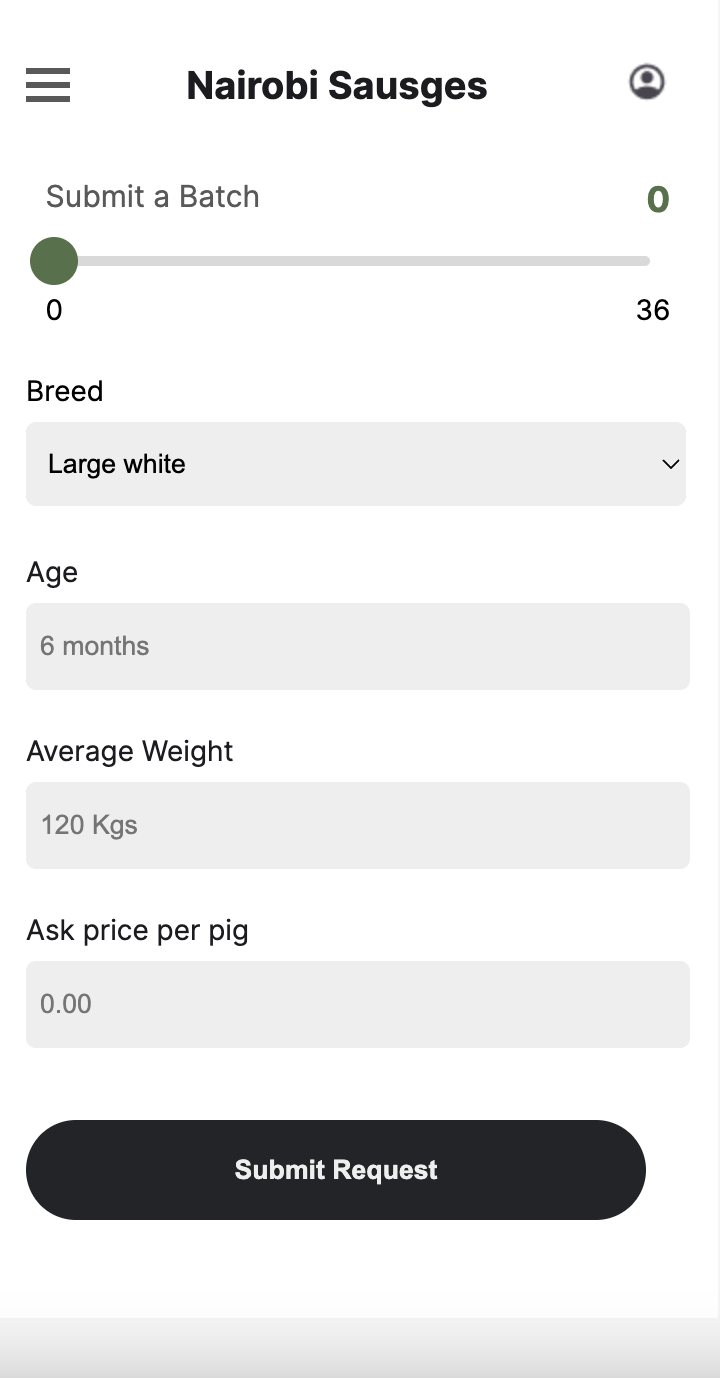 Nairobi Sausges
Submit a Batch
0
0
36
Breed
Large white
Age
6 months
Average Weight
120 Kgs
Ask price per pig
0.00
Submit Request